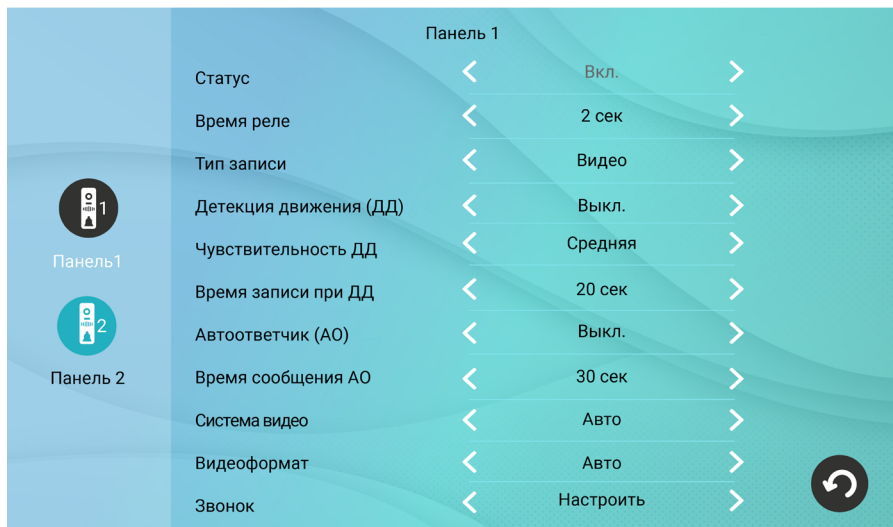 Панель 1
Статус Вкл.
Время реле 2 сек
Тип записи Видео
Детекция движения (ДД) Выкл.
Чувствительность ДД Средняя
Время записи при ДД 20 сек
Автоответчик (АО) Выкл.
Время сообщения АО 30 сек
Система видео Авто
Видеоформат Авто
Звонок Настроить
1
Панель1
2
Панель 2